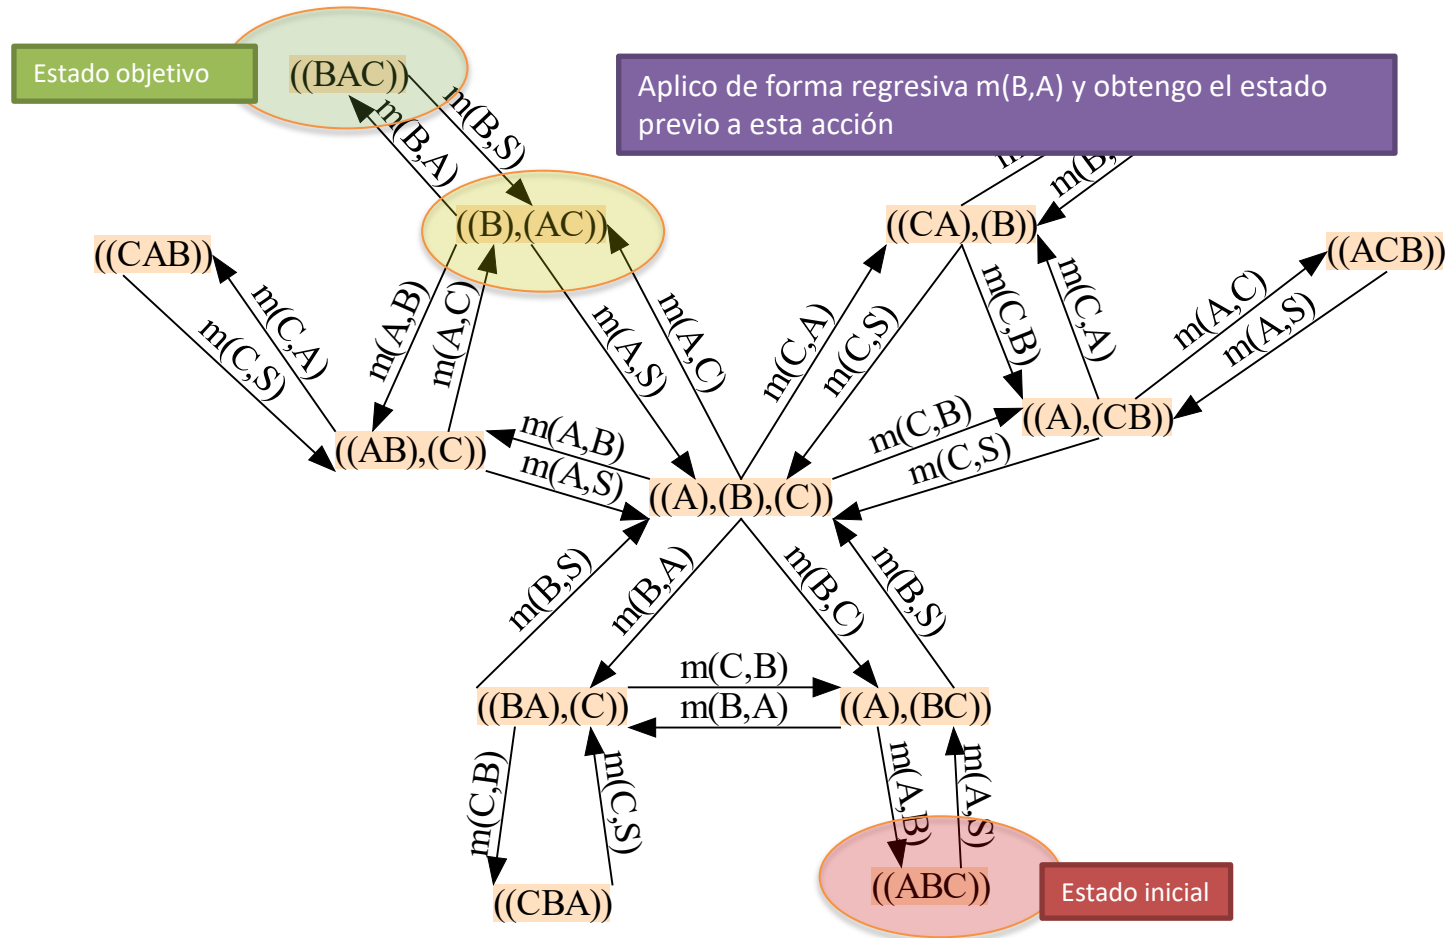 Estado objetivo
((BAC))
Aplico de forma regresiva m(B,A) y obtengo el estado
previo a esta acción
m(B,A)
m(B,S)
((B),(AC))
((CA),(B))
((CAB))
((ACB))
m(C,S)
m(C,A)
m(A,B)
m(A,C)
m(A,S)
m(A,C)
m(C,A)
m(C,S)
m(C,B)
m(C,A)
m(A,C)
m(A,S)
((AB),(C))
m(A,B)
m(A,S)
((A),(B),(C))
m(C,B)
m(C,S)
((A),(CB))
m(B,S)
m(B,A)
m(B,C)
m(B,S)
((BA),(C))
m(C,B)
m(B,A)
((A),(BC))
m(C,B)
m(C,S)
m(A,B)
m(A,S)
((CBA))
((ABC))
Estado inicial